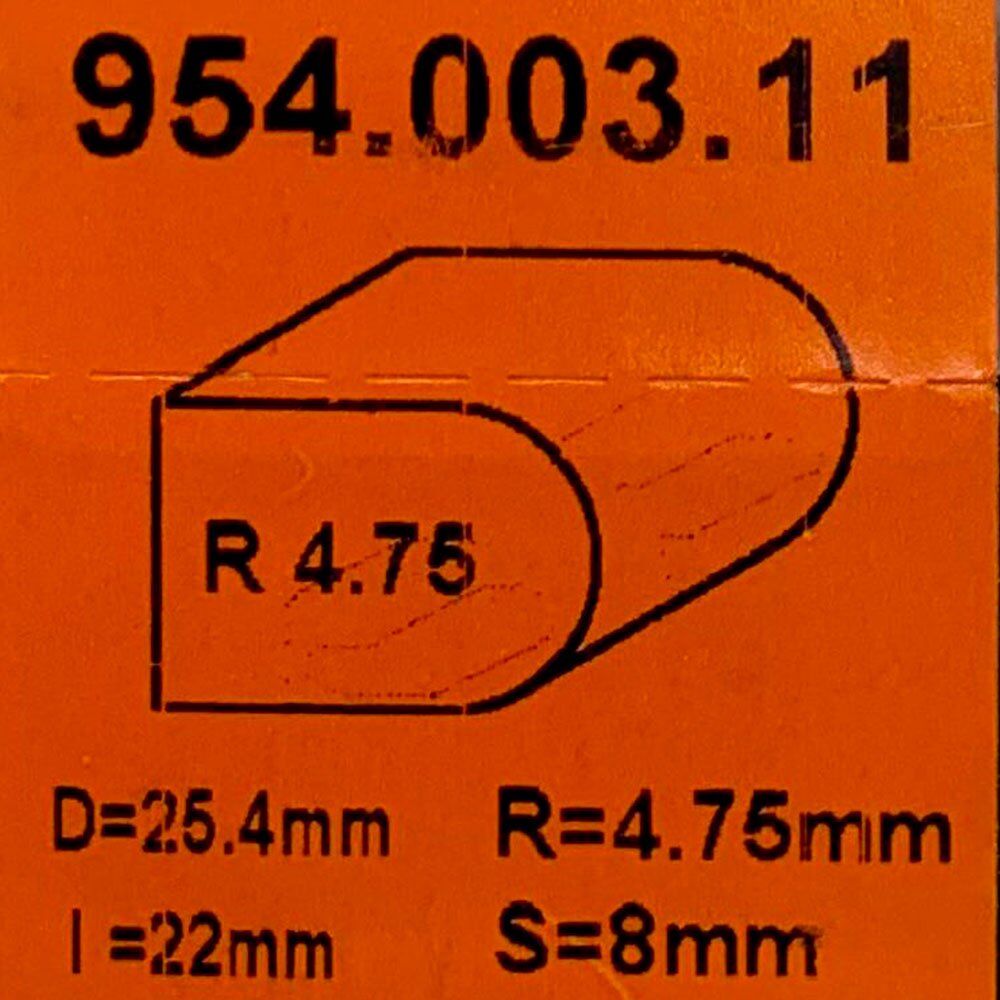 954.003.11
R 4.75
D=25.4mm R=4.75mm
I =22mm S=8mm